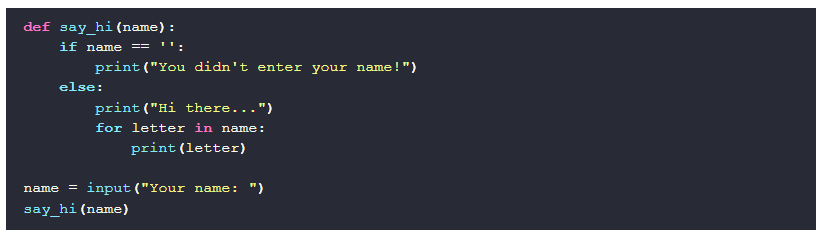 def say_hi(name):
    if name == '':
        print("You didn't enter your name!")
    else:
        print("Hi there...")
        for letter in name:
            print(letter)

name = input("Your name: ")
say_hi(name)